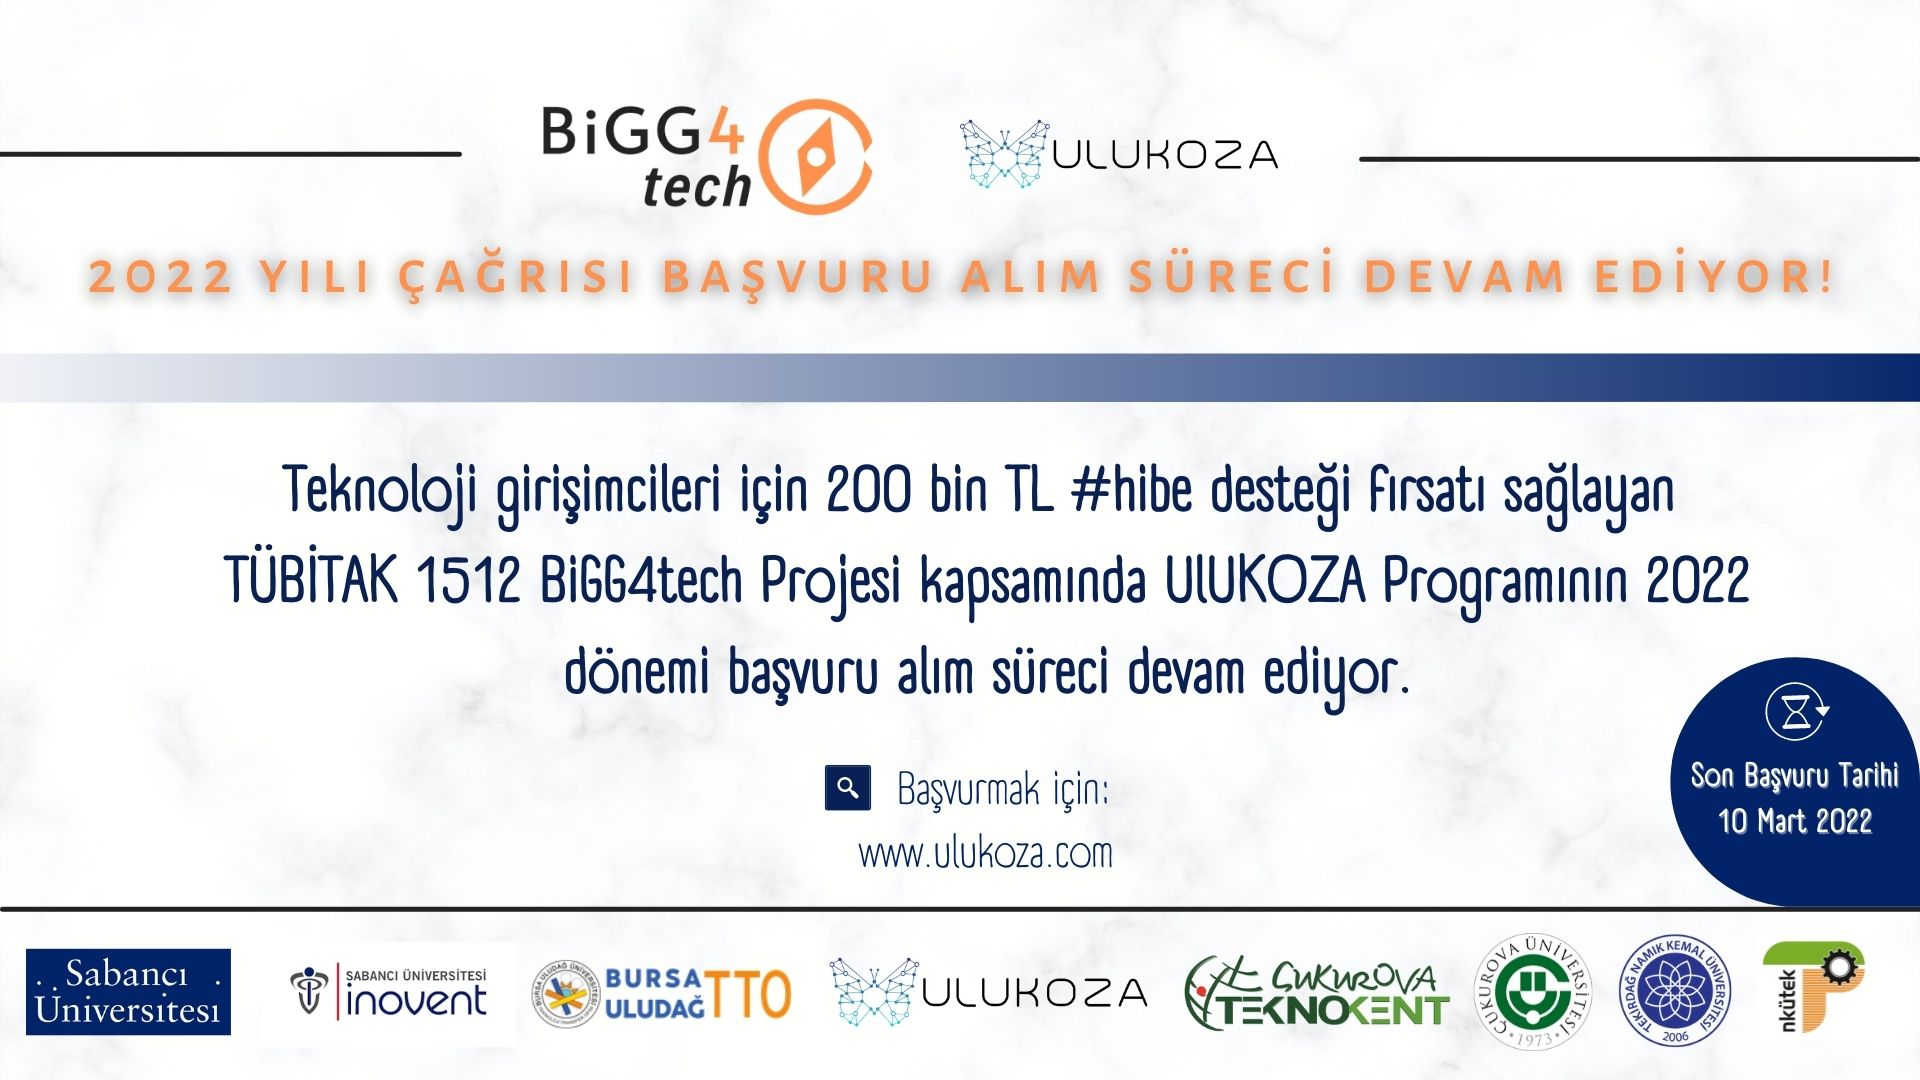 BiGG4
tech
ULUKOZA
2022 YILI ÇAĞRISI BAŞVURU ALIM SÜRECİ DEVAM EDİYOR!
Teknoloji girişimcileri için 200 bin TL #hibe desteği fırsatı sağlayan
TÜBİTAK 1512 BiGG4tech Projesi kapsamında UlUKOZA Programının 2022
dönemi başvuru alım süreci devam ediyor.
Başvurmak için:
www.ulukoza.com
Son Başvuru Tarihi
10 Mart 2022
Sabancı
Üniversitesi
SABANCI ÜNİVERSİTESİ
inovent
BURSA
ULUDAĞ
TTO
ULUKOZA
ÇUKUROVA
TEKNOKENT
ÇUKUROVA ÜNİVERSİTESİ
1973
TEKİRDAĞ NAMIK KEMAL ÜNİVERSİTESİ
2006
nkütek